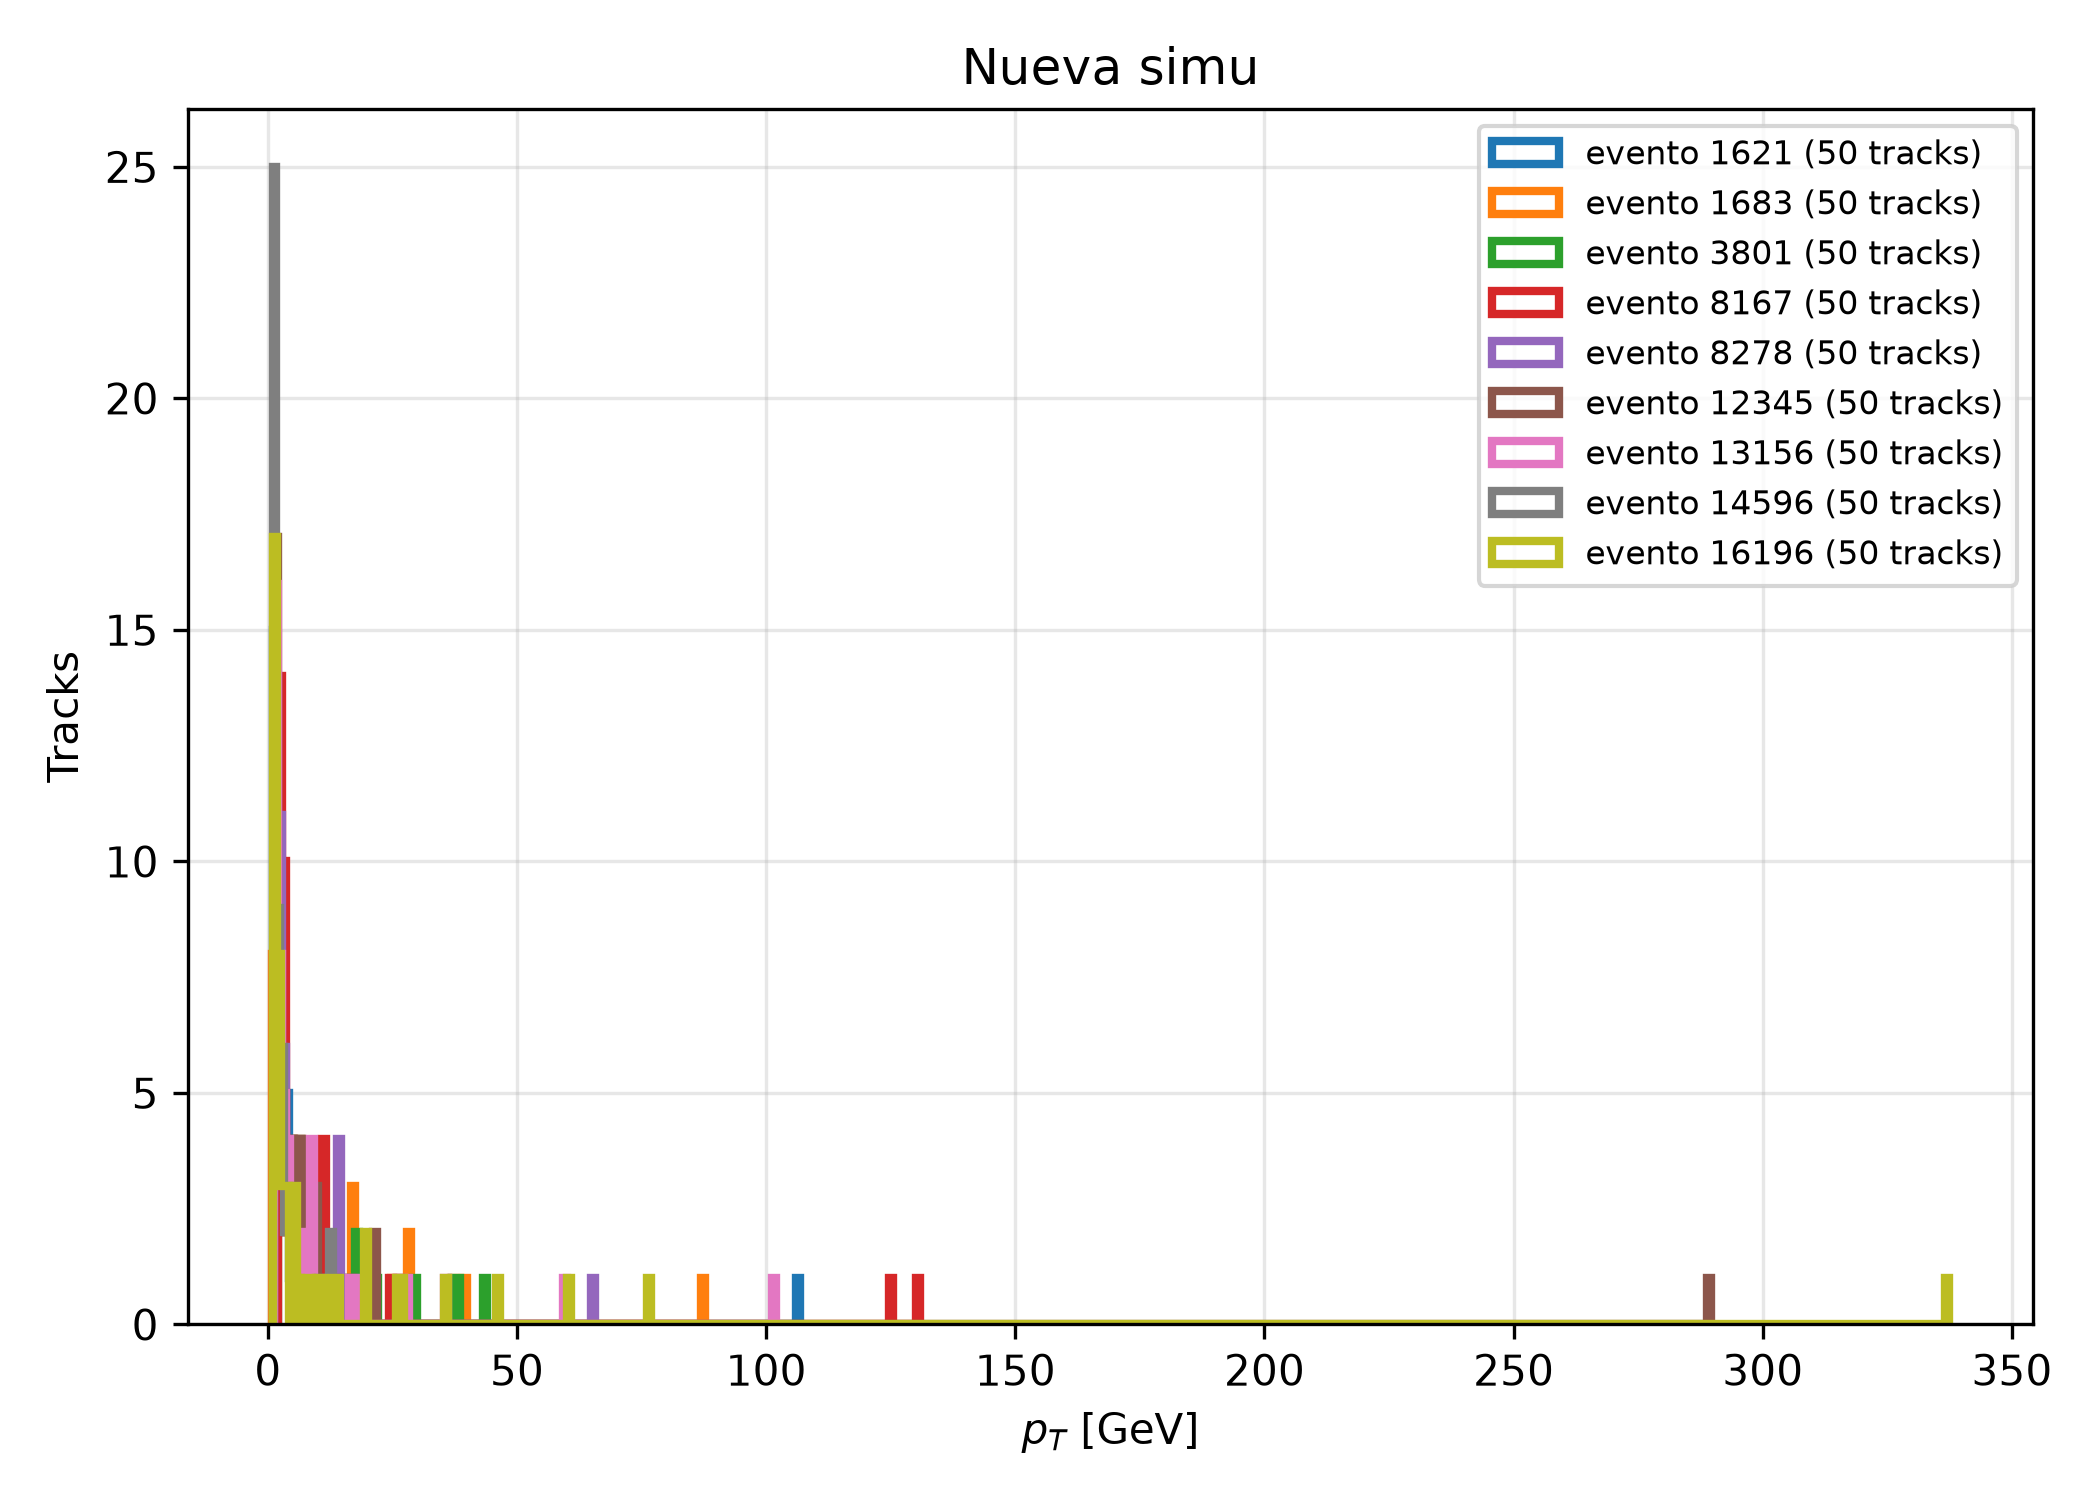 Nueva simu
25
20
15
10
5
0
Tracks
evento 1621 (50 tracks)
evento 1683 (50 tracks)
evento 3801 (50 tracks)
evento 8167 (50 tracks)
evento 8278 (50 tracks)
evento 12345 (50 tracks)
evento 13156 (50 tracks)
evento 14596 (50 tracks)
evento 16196 (50 tracks)
0 50 100 150 200 250 300 350
p_T [GeV]